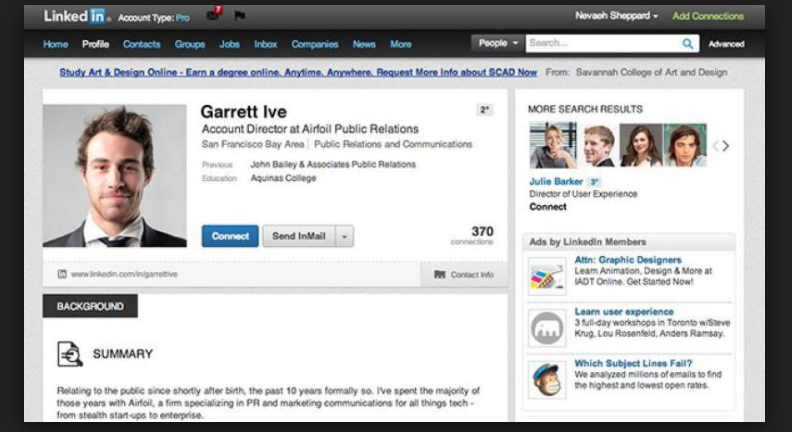 Linked in. Account Type: Pro 7 Nevaeh Sheppard Add Connections
Home Profile Contacts Groups Jobs Inbox Companies News More People Search... Advanced
Study Art & Design Online - Earn a degree online. Anytime. Anywhere. Request More Info about SCAD Now From: Savannah College of Art and Design
Garrett Ive 2°
Account Director at Airfoil Public Relations
San Francisco Bay Area | Public Relations and Communications
Previous John Bailey & Associates Public Relations
Education Aquinas College
Connect Send InMail 370
connections
in www.linkedin.com/in/garrettive Contact Info
BACKGROUND
SUMMARY
Relating to the public since shortly after birth, the past 10 years formally so. I've spent the majority of
those years with Airfoil, a firm specializing in PR and marketing communications for all things tech -
from stealth start-ups to enterprise.
MORE SEARCH RESULTS
Julie Barker 3°
Director of User Experience
Connect
Ads by LinkedIn Members
Attn: Graphic Designers
Learn Animation, Design & More at
IADT Online. Get Started Now!
Learn user experience
3 full-day workshops in Toronto w/Steve
Krug, Lou Rosenfeld, Anders Ramsay.
Which Subject Lines Fail?
We analyzed millions of emails to find
the highest and lowest open rates.